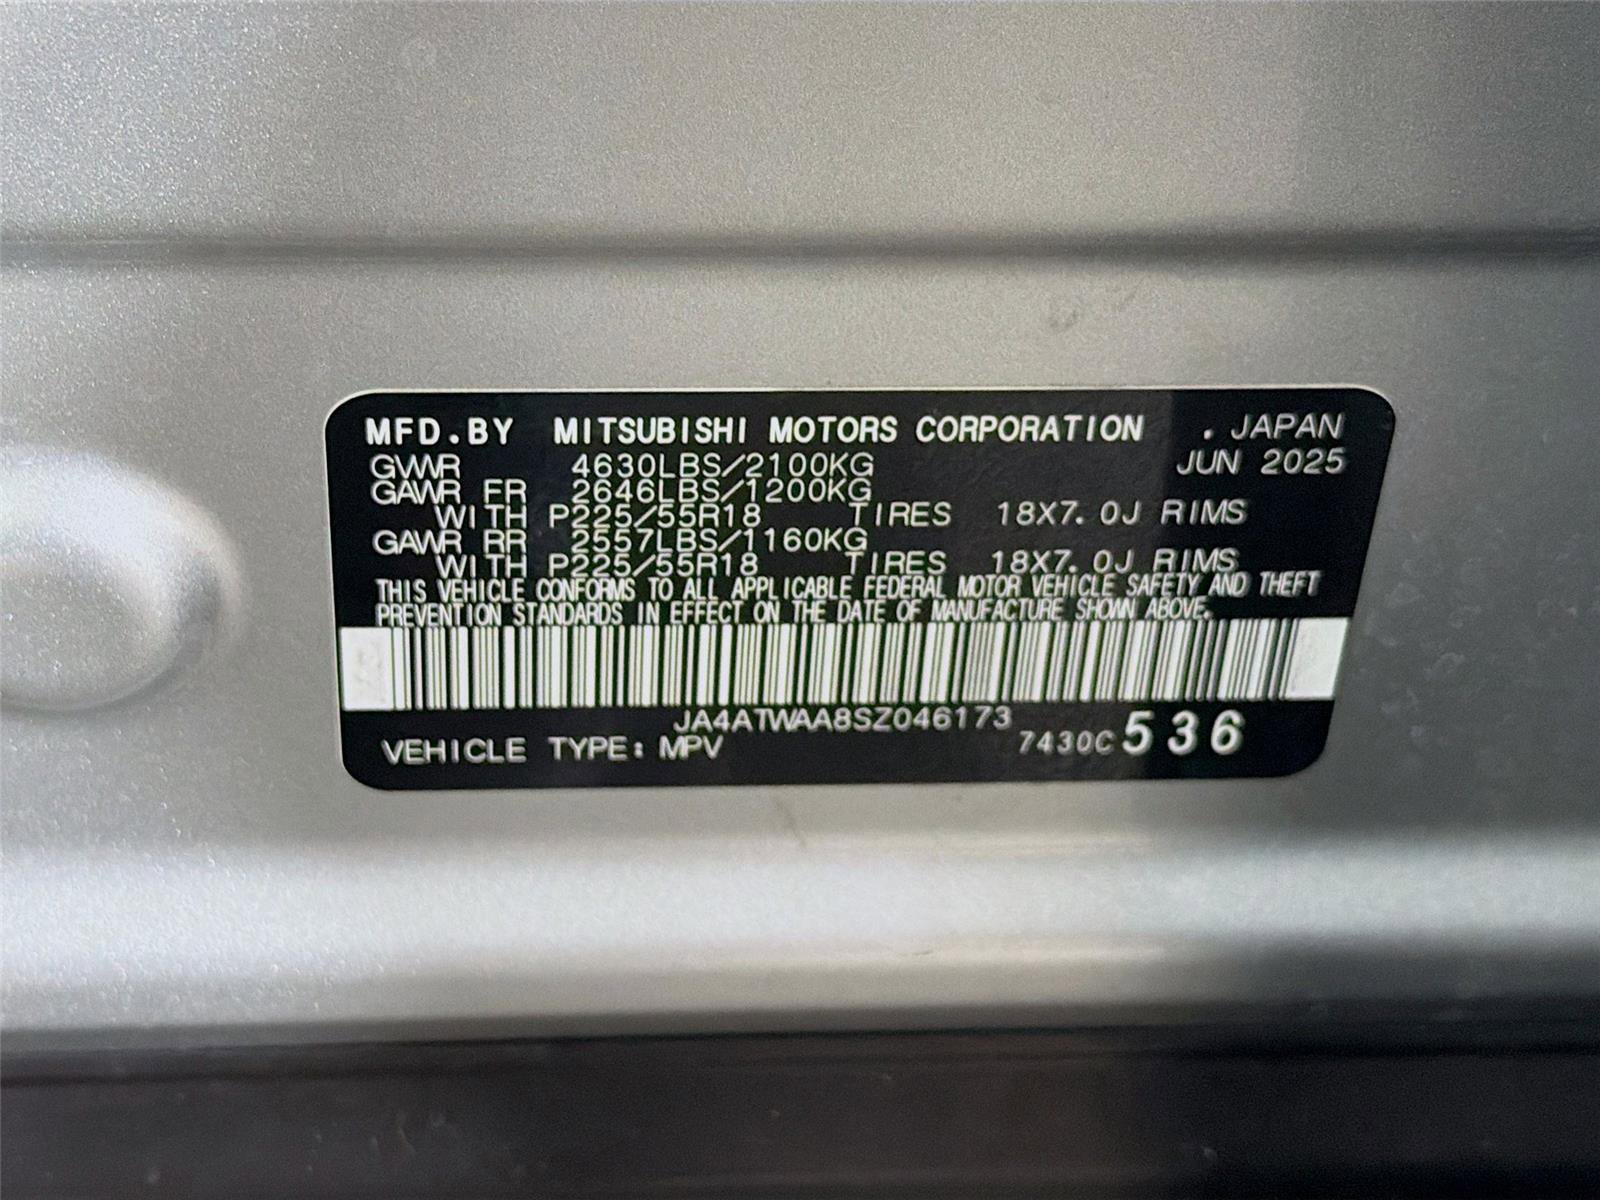 MFD.BY MITSUBISHI MOTORS CORPORATION . JAPAN
GVWR 4630LBS/2100KG JUN 2025
GAWR FR 2646LBS/1200KG
WITH P225/55R18 TIRES 18X7.0J RIMS
GAWR RR 2557LBS/1160KG
WITH P225/55R18 TIRES 18X7.0J RIMS
THIS VEHICLE CONFORMS TO ALL APPLICABLE FEDERAL MOTOR VEHICLE SAFETY AND THEFT
PREVENTION STANDARDS IN EFFECT ON THE DATE OF MANUFACTURE SHOWN ABOVE.
JA4ATWAA8SZ046173
VEHICLE TYPE: MPV 7430C 536